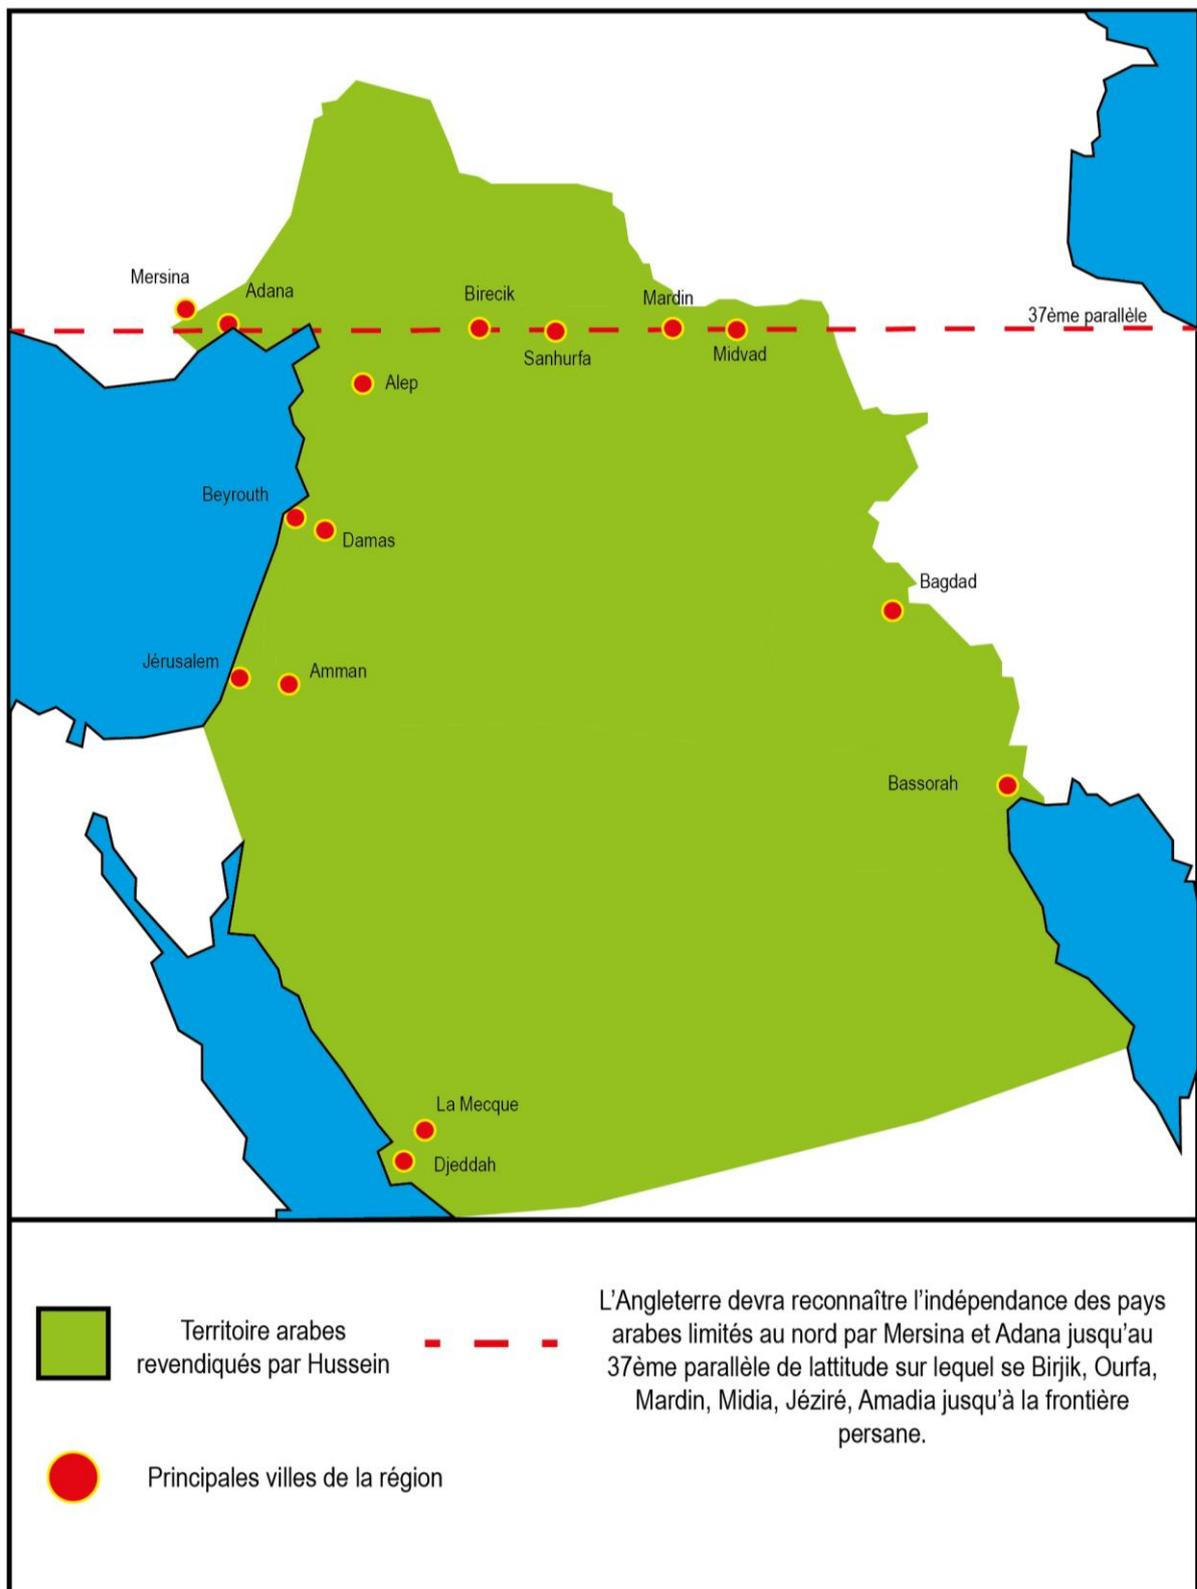 Mersina
Adana
Birecik
Mardin
37ème parallèle
Sanhurfa
Midvad
Alep
Beyrouth
Damas
Bagdad
Jérusalem
Amman
Bassorah
La Mecque
Djeddah
Territoire arabes
revendiqués par Hussein
L'Angleterre devra reconnaître l'indépendance des pays
arabes limités au nord par Mersina et Adana jusqu'au
37ème parallèle de lattitude sur lequel se Birjik, Ourfa,
Mardin, Midia, Jéziré, Amadia jusqu'à la frontière
persane.
Principales villes de la région